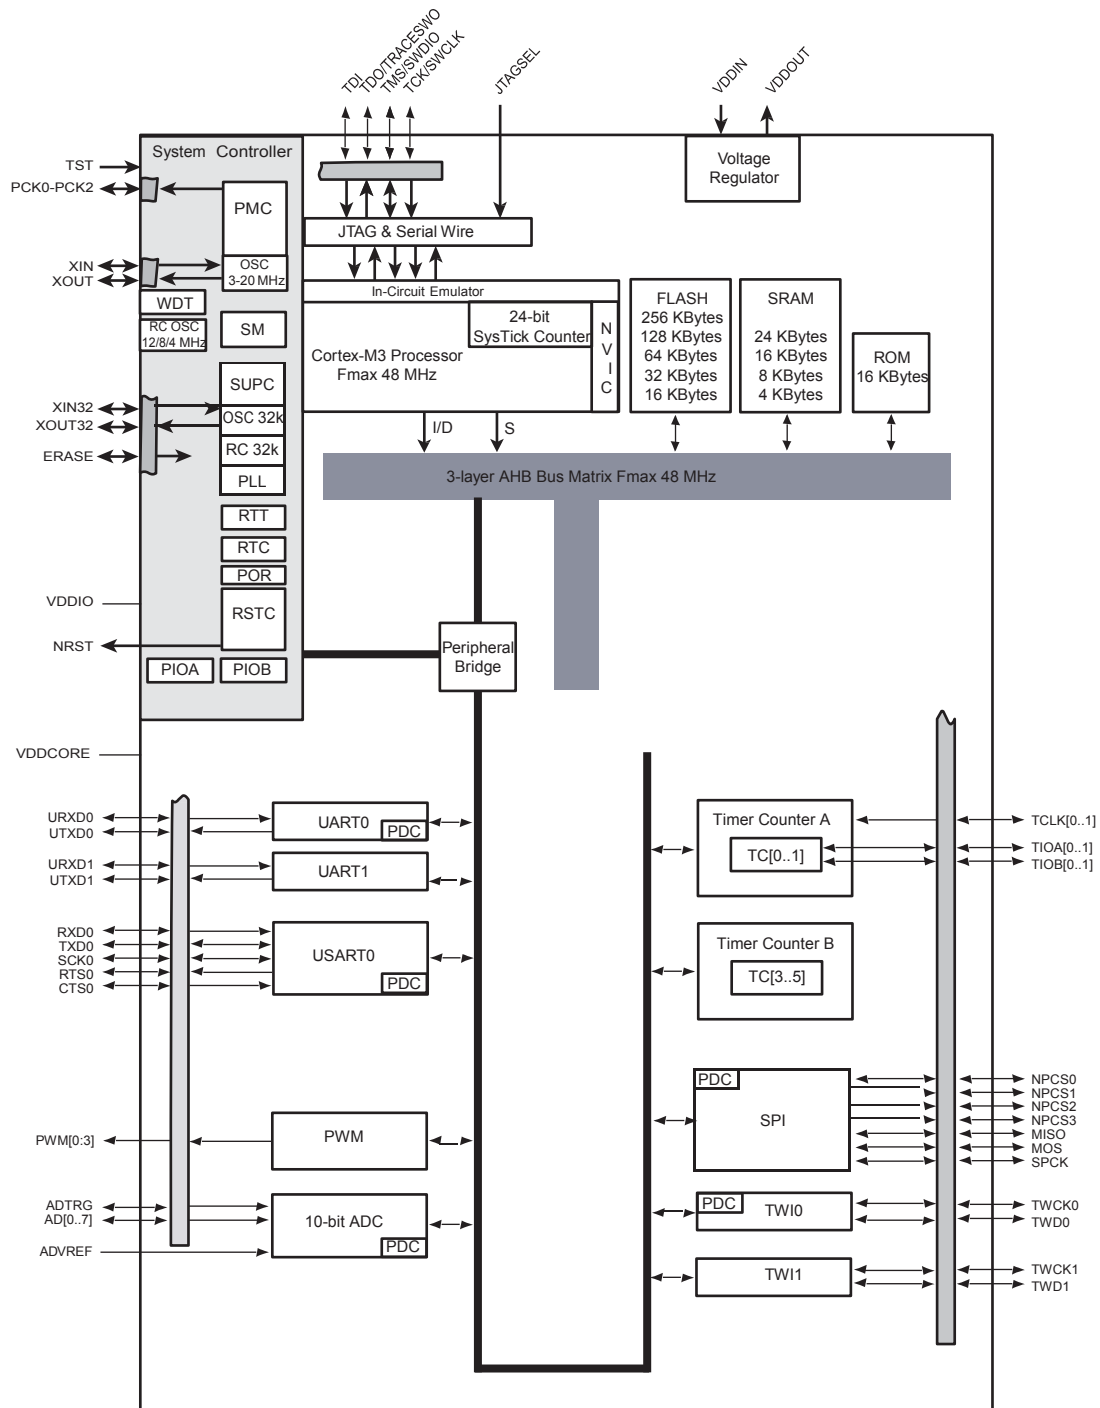 TDI
TDO/TRACESWO
TMS/SWDIO
TCK/SWCLK
JTAGSEL
VDDIN
VDDOUT
System Controller
TST
PCK0-PCK2
PMC
Voltage
Regulator
JTAG & Serial Wire
XIN
XOUT
OSC
3-20 MHz
In-Circuit Emulator
WDT
RC OSC
12/8/4 MHz
SM
24-bit
SysTick Counter
N
V
I
C
Cortex-M3 Processor
Fmax 48 MHz
FLASH
256 KBytes
128 KBytes
64 KBytes
32 KBytes
16 KBytes
SRAM
24 KBytes
16 KBytes
8 KBytes
4 KBytes
ROM
16 KBytes
SUPC
XIN32
XOUT32
ERASE
OSC 32k
RC 32k
PLL
I/D
S
3-layer AHB Bus Matrix Fmax 48 MHz
RTT
RTC
POR
VDDIO
RSTC
NRST
PIOA
PIOB
Peripheral
Bridge
VDDCORE
URXD0
UTXD0
UART0
PDC
URXD1
UTXD1
UART1
RXD0
TXD0
SCK0
RTS0
CTS0
USART0
PDC
PWM[0:3]
PWM
ADTRG
AD[0..7]
ADVREF
10-bit ADC
PDC
Timer Counter A
TC[0..1]
TCLK[0..1]
TIOA[0..1]
TIOB[0..1]
Timer Counter B
TC[3..5]
PDC
SPI
NPCS0
NPCS1
NPCS2
NPCS3
MISO
MOS
SPCK
PDC
TWI0
TWCK0
TWD0
TWI1
TWCK1
TWD1